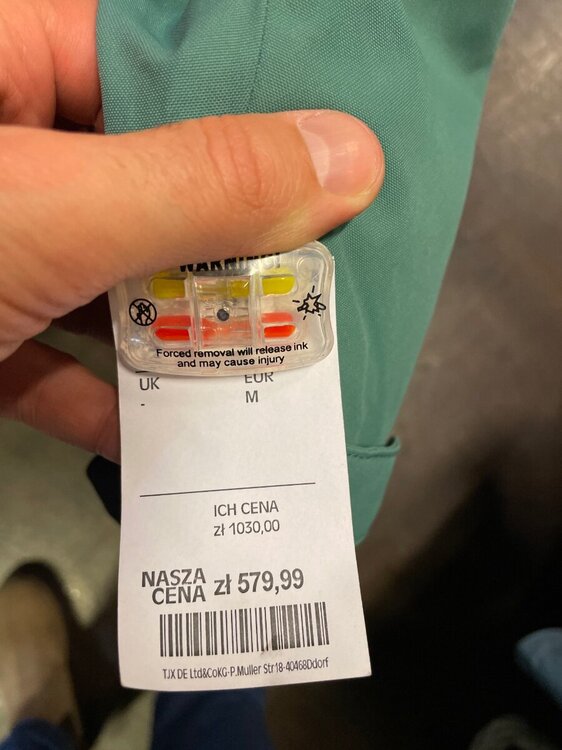 WARNING!
Forced removal will release ink
and may cause injury
UK EUR
- M
ICH CENA
zł 1030,00
NASZA CENA zł 579,99
TJX DE Ltd&CoKG-P.Muller Str18-40468Ddorf